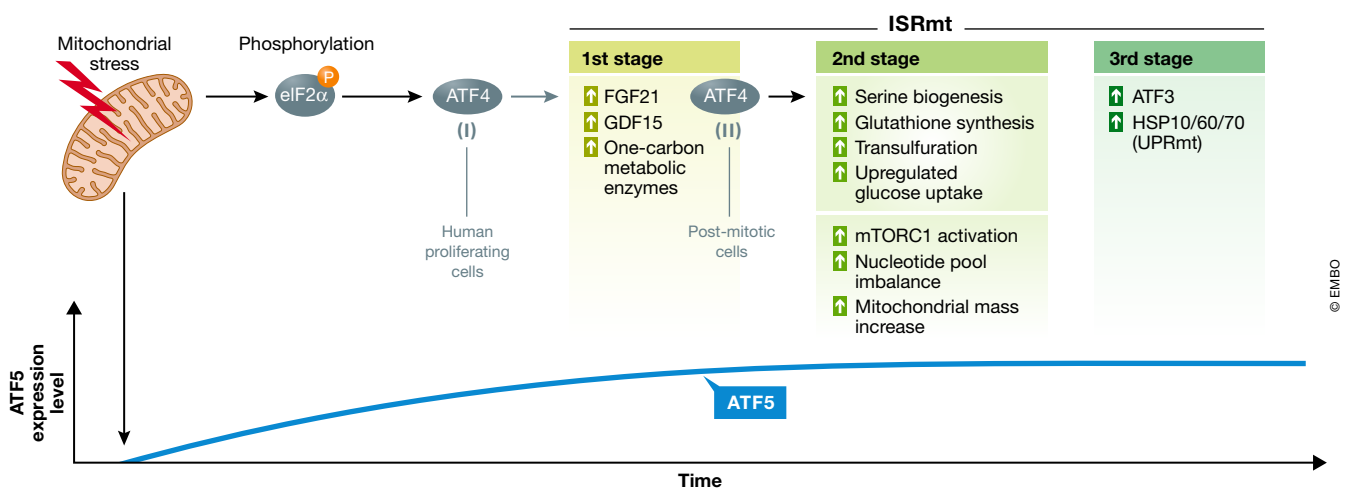 ISRmt
Mitochondrial
stress
Phosphorylation
P
eIF2α
ATF4
(I)
Human
proliferating
cells
1st stage
FGF21
GDF15
One-carbon
metabolic
enzymes
ATF4
(II)
Post-mitotic
cells
2nd stage
Serine biogenesis
Glutathione synthesis
Transulfuration
Upregulated
glucose uptake
mTORC1 activation
Nucleotide pool
imbalance
Mitochondrial mass
increase
3rd stage
ATF3
HSP10/60/70
(UPRmt)
© EMBO
ATF5
expression
level
ATF5
Time